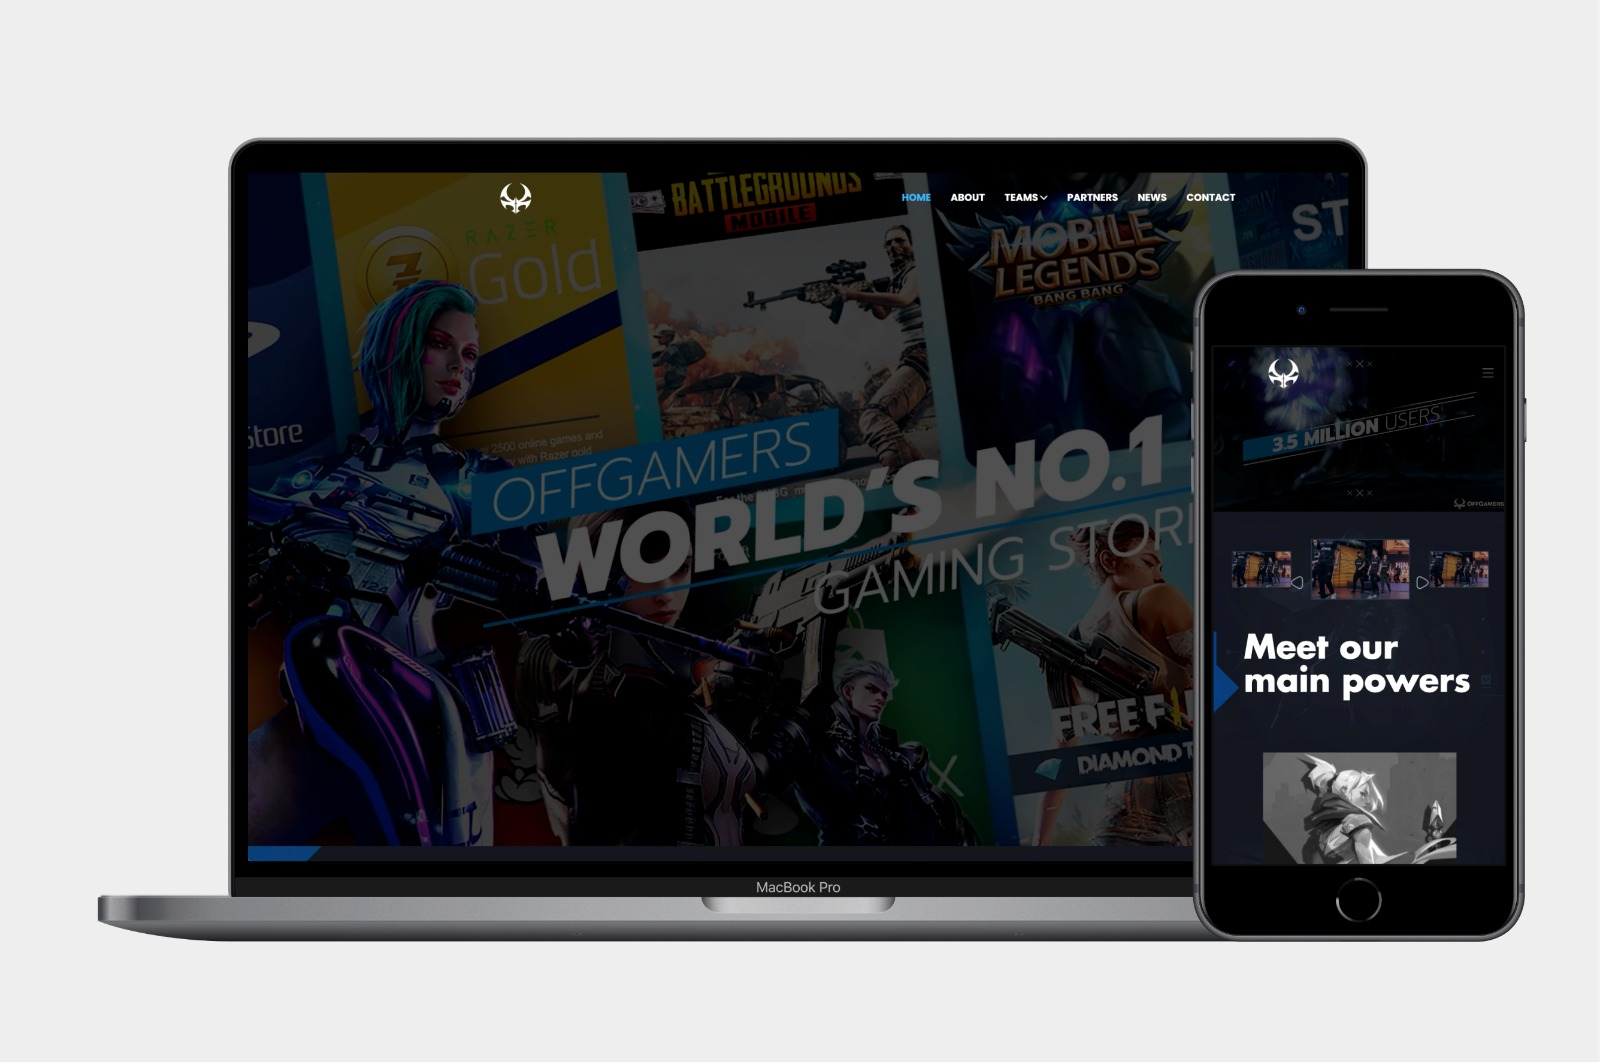 HOME ABOUT TEAMS PARTNERS NEWS CONTACT
BATTLEGROUNDS
MOBILE
RAZER
Gold
MOBILE
LEGENDS
BANG BANG
ST
Store
2500 online games and
with Razer gold
For the
OFFGAMERS
WORLD'S NO.1
GAMING STORE
FREE FI
DIAMOND T
MacBook Pro
3.5 MILLION USERS
OFFGAMERS
Meet our
main powers